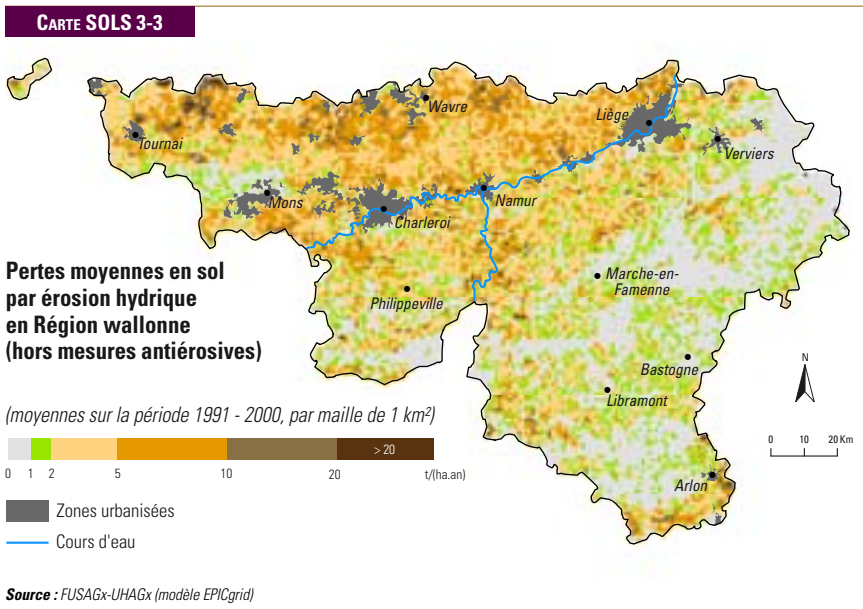 CARTE SOLS 3-3
Wavre
Liège
Tournai
Verviers
Mons
Namur
Charleroi
Pertes moyennes en sol
par érosion hydrique
en Région wallonne
(hors mesures antiérosives)
Marche-en-
Famenne
Philippeville
Bastogne
N
Libramont
(moyennes sur la période 1991 - 2000, par maille de 1 km²)
> 20
0 10 20 Km
0 1 2 5 10 20 t/(ha.an)
Arlon
Zones urbanisées
Cours d'eau
Source : FUSAGx-UHAGx (modèle EPICgrid)